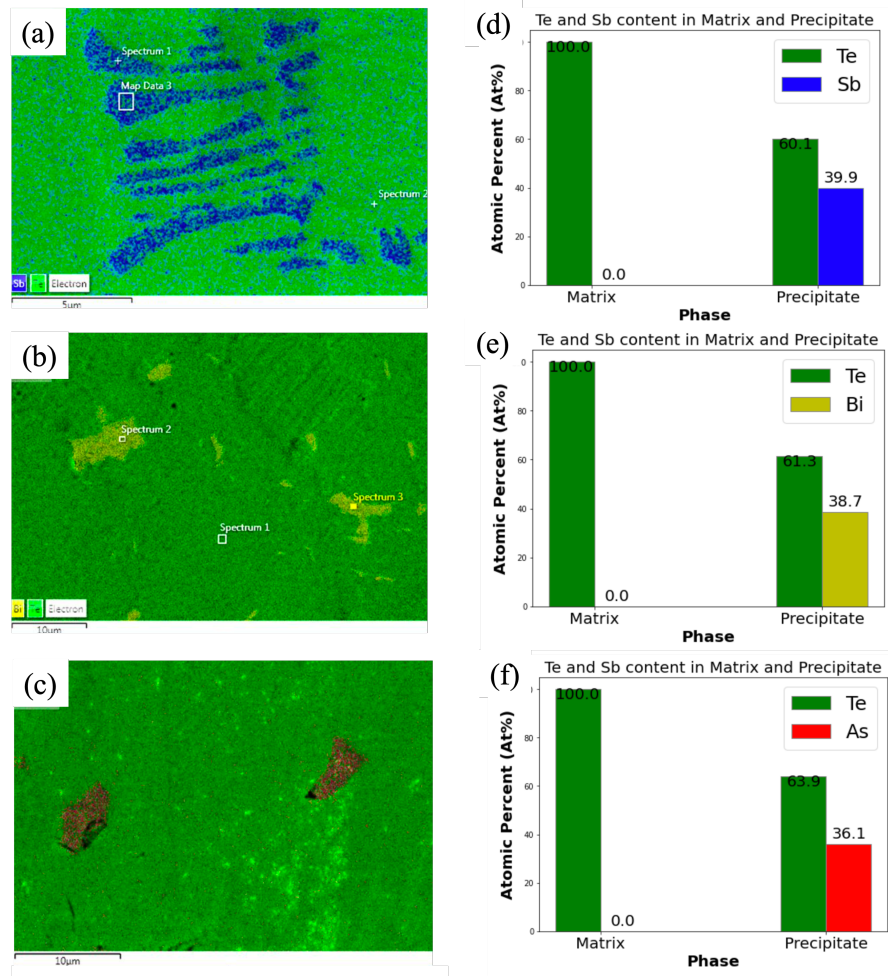 (a)
Spectrum 1
Map Data 3
Spectrum 2
Sb
Te
Electron
5μm
(d)
Te and Sb content in Matrix and Precipitate
Atomic Percent (At%)
0
80
60
40
20
0
100.0
0.0
60.1
39.9
Te
Sb
Matrix
Precipitate
Phase
(b)
Spectrum 2
Spectrum 3
Spectrum 1
Bi
Te
Electron
10μm
(e)
Te and Sb content in Matrix and Precipitate
Atomic Percent (At%)
0
80
60
40
20
0
100.0
0.0
61.3
38.7
Te
Bi
Matrix
Precipitate
Phase
(c)
10μm
(f)
Te and Sb content in Matrix and Precipitate
Atomic Percent (At%)
0
80
60
40
20
0
100.0
0.0
63.9
36.1
Te
As
Matrix
Precipitate
Phase